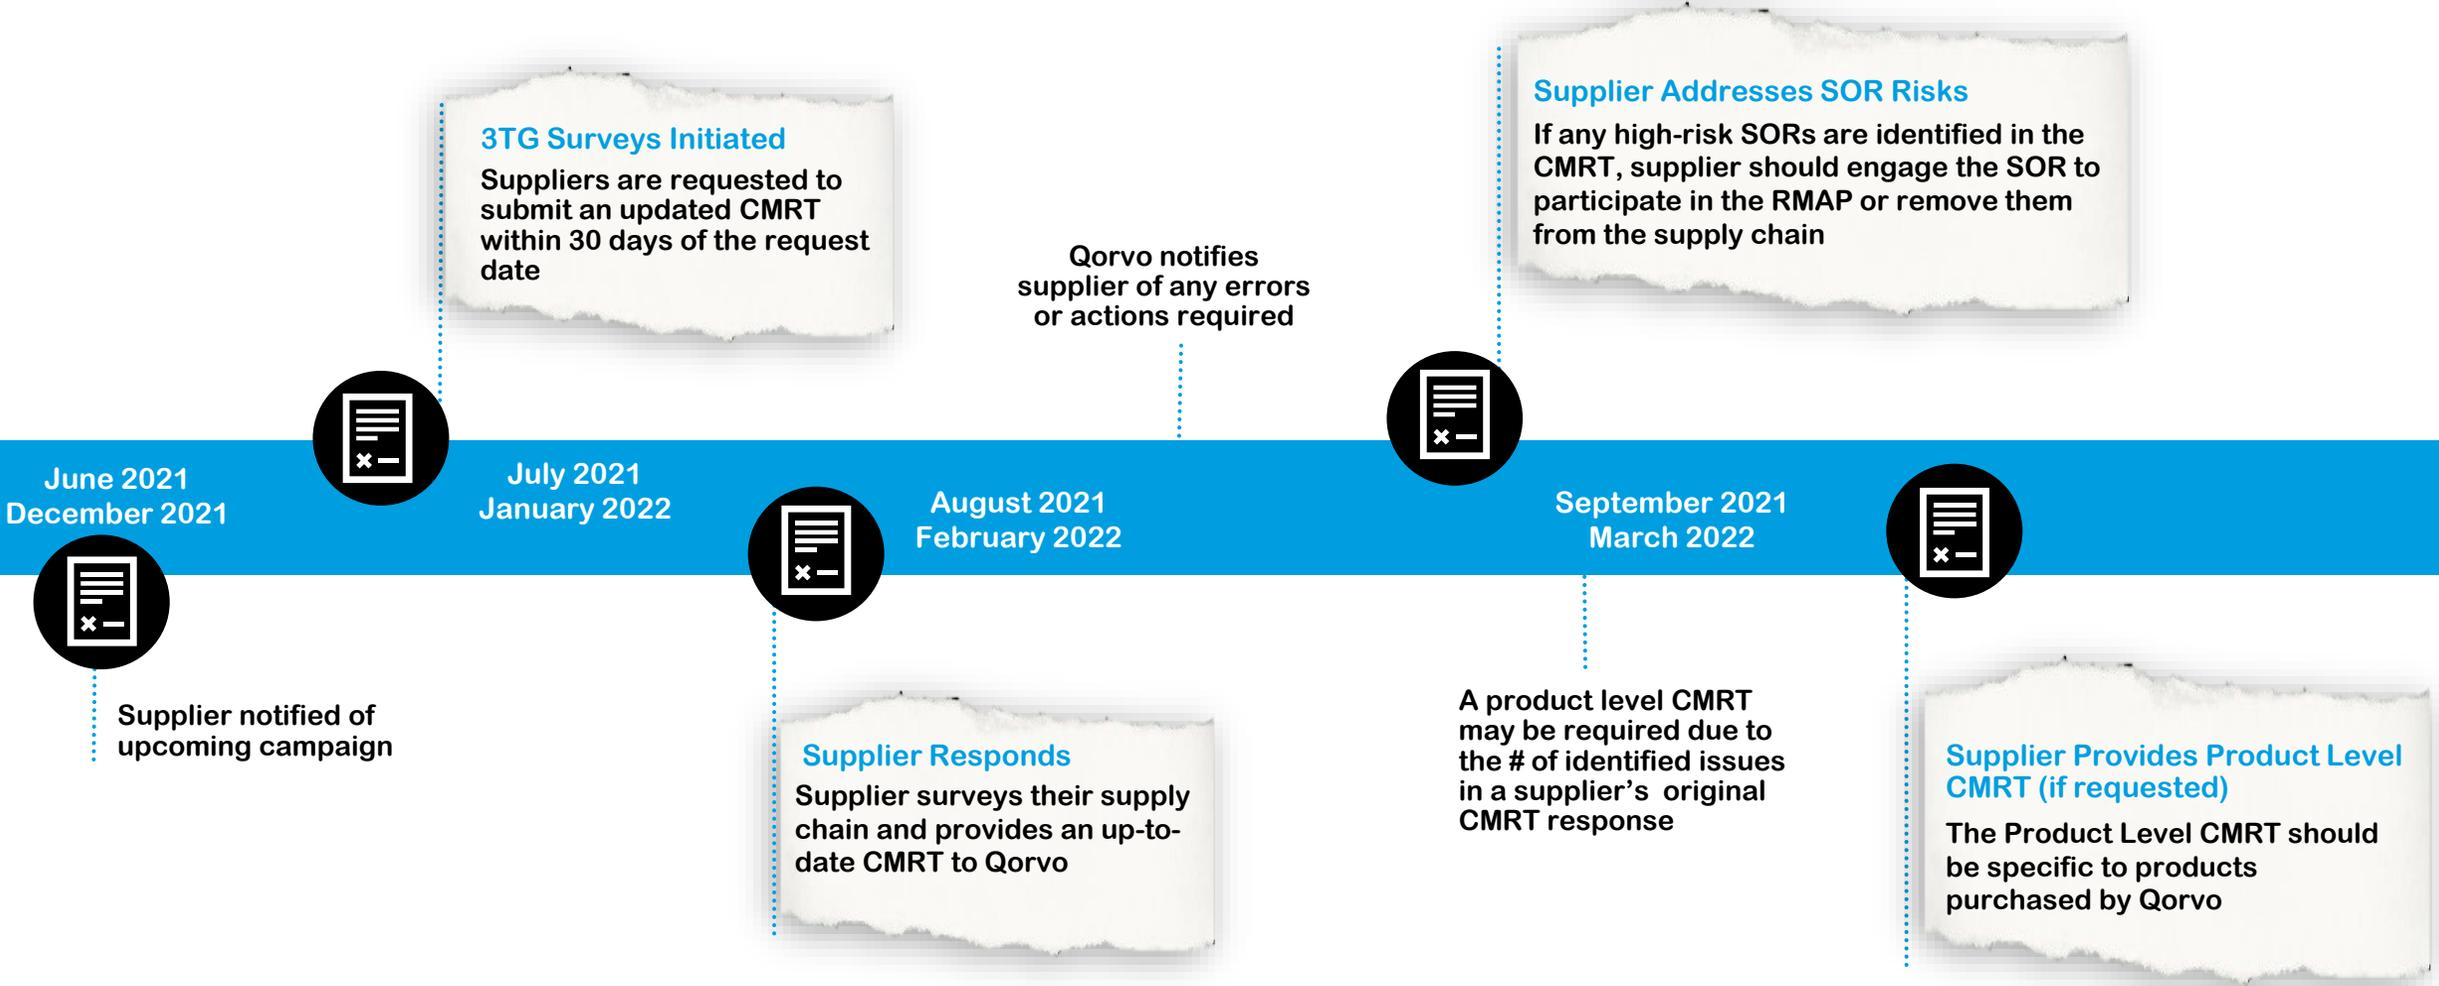 Supplier Addresses SOR Risks
If any high-risk SORs are identified in the
CMRT, supplier should engage the SOR to
participate in the RMAP or remove them
from the supply chain
3TG Surveys Initiated
Suppliers are requested to
submit an updated CMRT
within 30 days of the request
date
Qorvo notifies
supplier of any errors
or actions required
June 2021
December 2021
July 2021
January 2022
August 2021
February 2022
September 2021
March 2022
Supplier notified of
upcoming campaign
Supplier Responds
Supplier surveys their supply
chain and provides an up-to-
date CMRT to Qorvo
A product level CMRT
may be required due to
the # of identified issues
in a supplier’s  original
CMRT response
Supplier Provides Product Level
CMRT (if requested)
The Product Level CMRT should
be specific to products
purchased by Qorvo